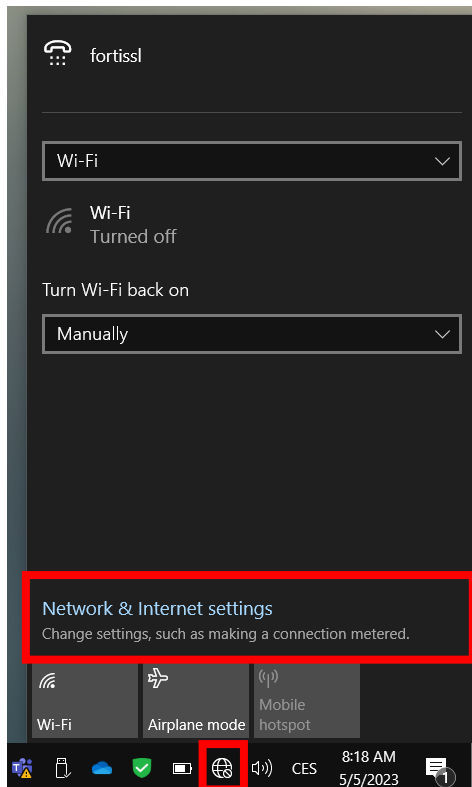 fortissl
Wi-Fi
Wi-Fi
Turned off
Turn Wi-Fi back on
Manually
Network & Internet settings
Change settings, such as making a connection metered.
Wi-Fi
Airplane mode
Mobile
hotspot
T
CES
8:18 AM
5/5/2023
1